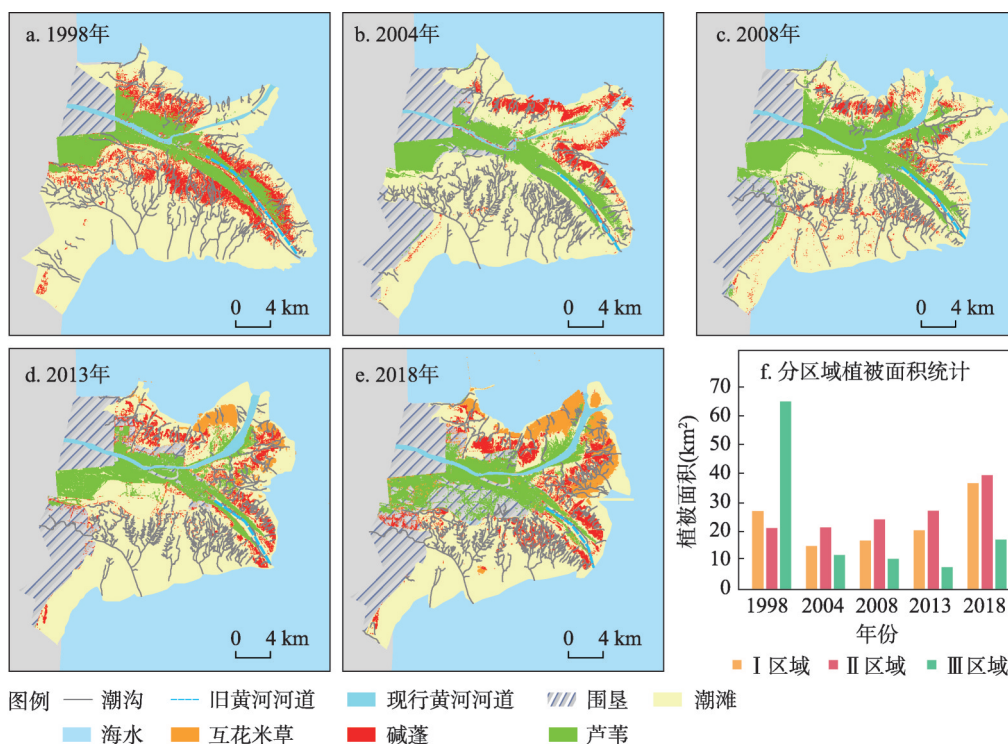 a. 1998年
b. 2004年
c. 2008年
0 4 km
0 4 km
0 4 km
d. 2013年
e. 2018年
f. 分区域植被面积统计
0 4 km
0 4 km
植被面积(km²)
70
60
50
40
30
20
10
0
1998 2004 2008 2013 2018
年份
Ⅰ区域 Ⅱ区域 Ⅲ区域
图例 潮沟 旧黄河河道 现行黄河河道 围垦 潮滩
海水 互花米草 碱蓬 芦苇